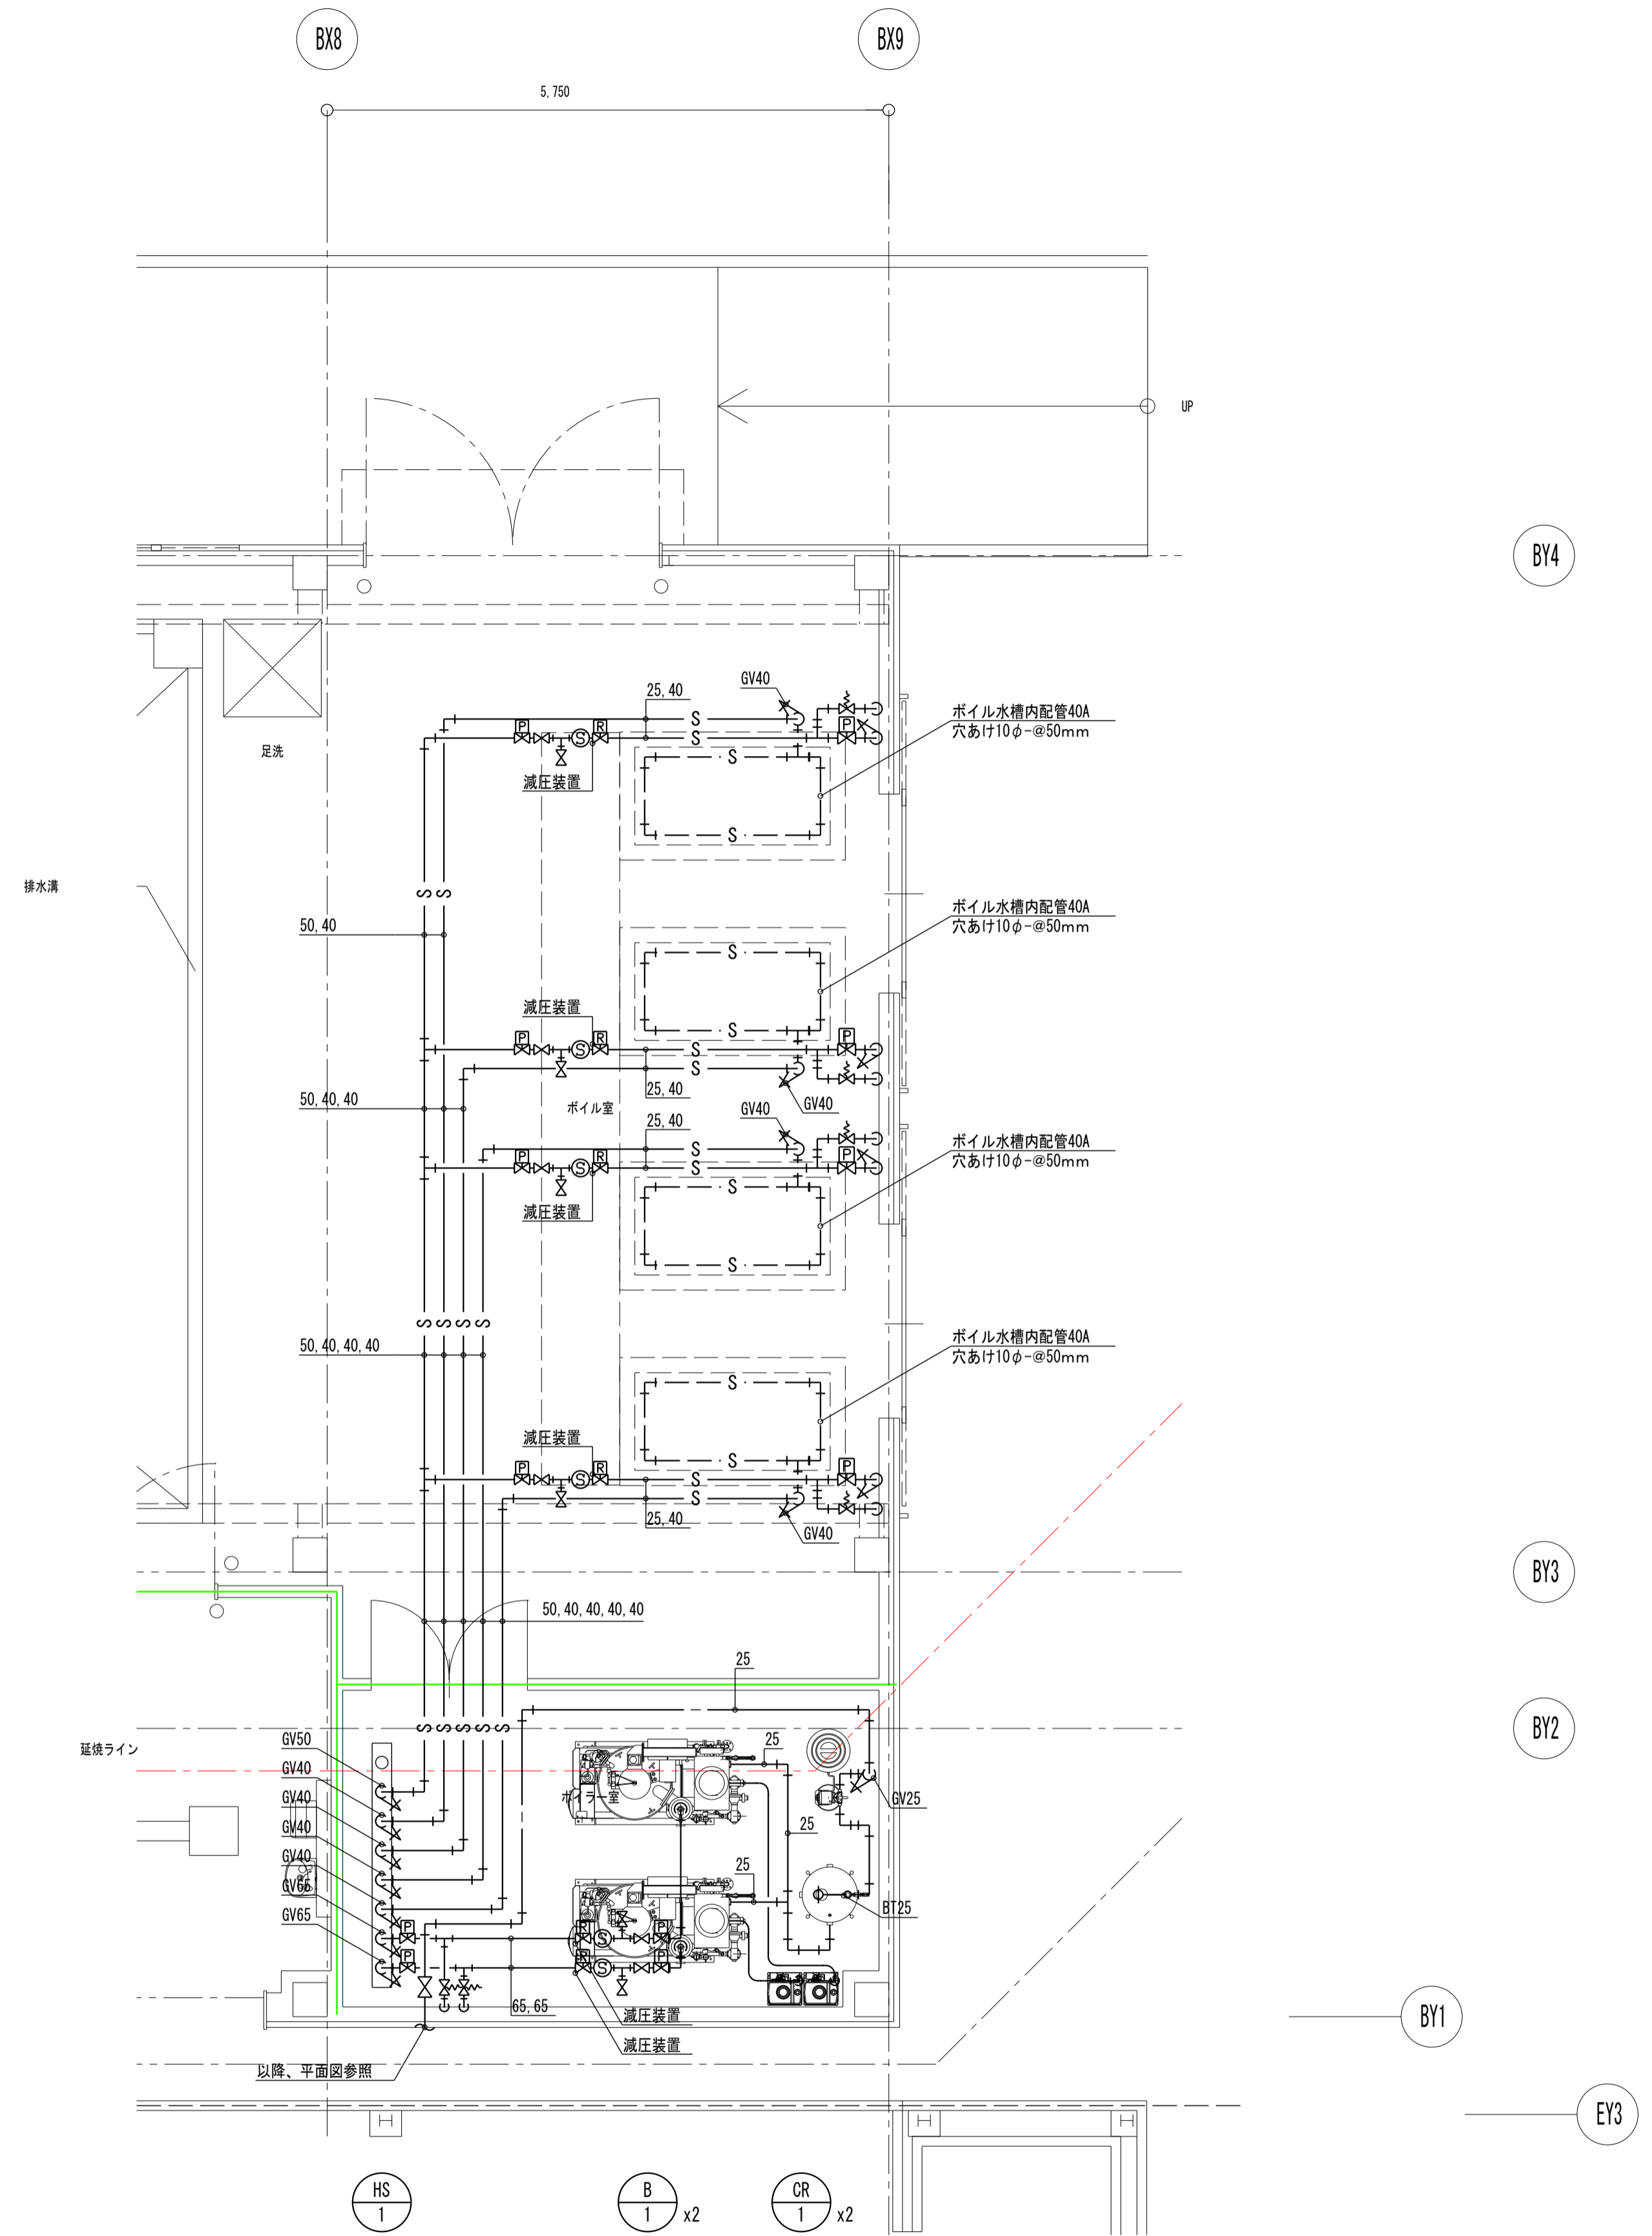 BX8
BX9
5,750
UP
BY4
GV40
25,40
S
S
ボイル水槽内配管40A
穴あけ10φ-@50mm
P
S
R
P
足洗
減圧装置
S
S
排水溝
S
S
ボイル水槽内配管40A
穴あけ10φ-@50mm
50,40
S
減圧装置
S
P
S
R
S
P
S
25,40
50,40,40
ボイル室
GV40
GV40
25,40
S
P
S
R
S
P
ボイル水槽内配管40A
穴あけ10φ-@50mm
S
減圧装置
S
S
S
S
S
ボイル水槽内配管40A
穴あけ10φ-@50mm
50,40,40,40
S
減圧装置
S
P
S
R
S
P
S
25,40
GV40
BY3
50,40,40,40,40
25
S
S
S
S
S
BY2
GV50
延焼ライン
25
GV40
ボイラー室
GV40
GV25
GV40
25
GV40
25
GV65
BT25
GV65
P
R
S
P
P
R
S
P
65,65
減圧装置
BY1
減圧装置
以降、平面図参照
EY3
HS
1
B
1
x2
CR
1
x2